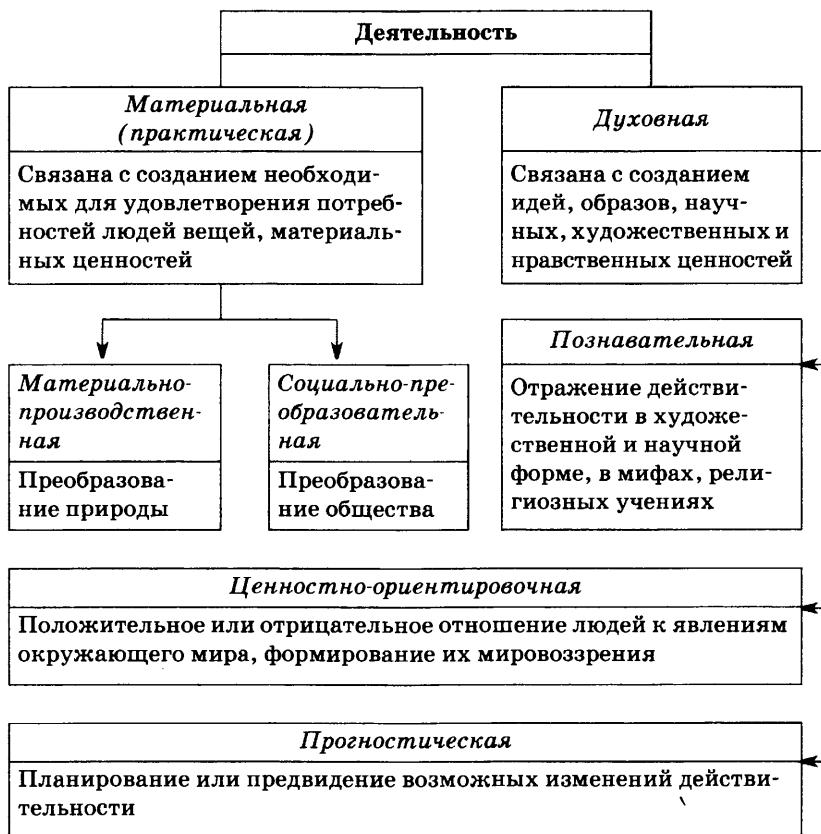 Деятельность
Материальная
(практическая)
Связана с созданием необходи-
мых для удовлетворения потреб-
ностей людей вещей, материаль-
ных ценностей
Духовная
Связана с созданием
идей, образов, науч-
ных, художественных и
нравственных ценностей
Материально-
производствен-
ная
Преобразова-
ние природы
Социально-пре-
образователь-
ная
Преобразова-
ние общества
Познавательная
Отражение действи-
тельности в художе-
ственной и научной
форме, в мифах, рели-
гиозных учениях
Ценностно-ориентировочная
Положительное или отрицательное отношение людей к явлениям
окружающего мира, формирование их мировоззрения
Прогностическая
Планирование или предвидение возможных изменений действи-
тельности